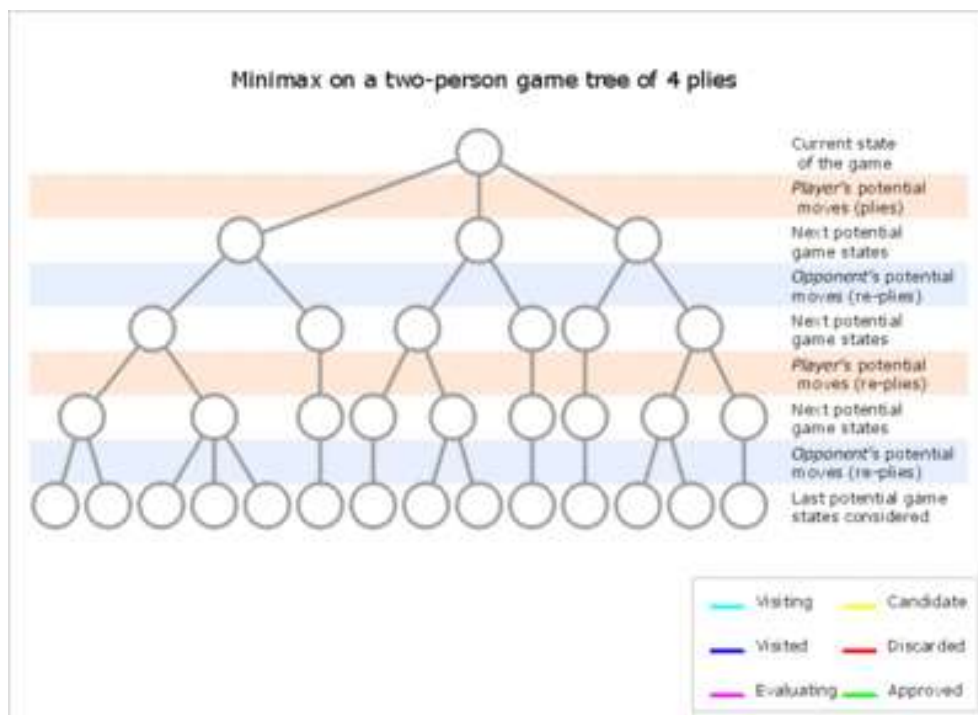 Minimax on a two-person game tree of 4 plies
Current state
of the game
Player's potential
moves (plies)
Next potential
game states
Opponent's potential
moves (re-plies)
Next potential
game states
Player's potential
moves (re-plies)
Next potential
game states
Opponent's potential
moves (re-plies)
Last potential game
states considered
Visiting Candidate
Visited Discarded
Evaluating Approved